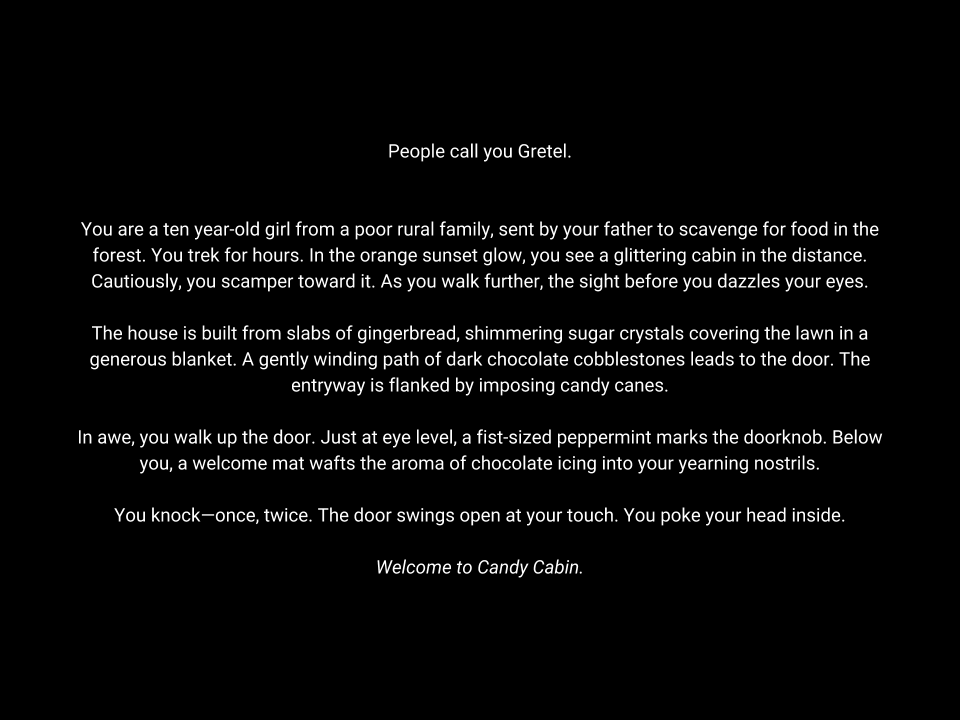 People call you Gretel.
You are a ten year-old girl from a poor rural family, sent by your father to scavenge for food in the
forest. You trek for hours. In the orange sunset glow, you see a glittering cabin in the distance.
Cautiously, you scamper toward it. As you walk further, the sight before you dazzles your eyes.
The house is built from slabs of gingerbread, shimmering sugar crystals covering the lawn in a
generous blanket. A gently winding path of dark chocolate cobblestones leads to the door. The
entryway is flanked by imposing candy canes.
In awe, you walk up the door. Just at eye level, a fist-sized peppermint marks the doorknob. Below
you, a welcome mat wafts the aroma of chocolate icing into your yearning nostrils.
You knock—once, twice. The door swings open at your touch. You poke your head inside.
Welcome to Candy Cabin.